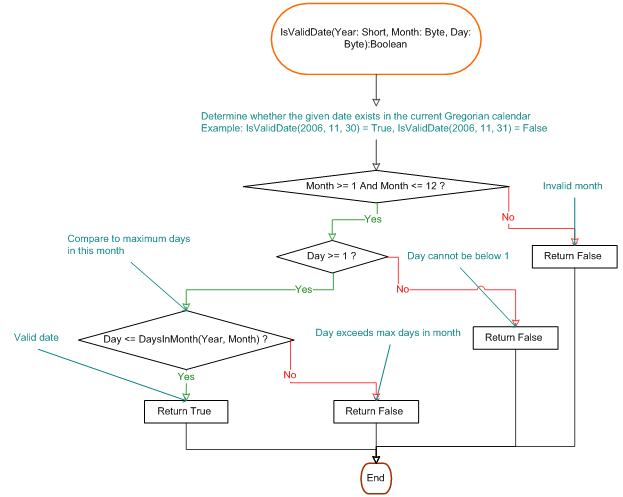 IsValidDate(Year: Short, Month: Byte, Day:
Byte):Boolean
Determine whether the given date exists in the current Gregorian calendar
Example: IsValidDate(2006, 11, 30) = True, IsValidDate(2006, 11, 31) = False
Month >= 1 And Month <= 12 ?
Invalid month
No
Yes
Compare to maximum days
in this month
Day >= 1 ?
Day cannot be below 1
Return False
Yes
No
Valid date
Day <= DaysInMonth(Year, Month) ?
Day exceeds max days in month
Return False
Yes
No
Return True
Return False
End